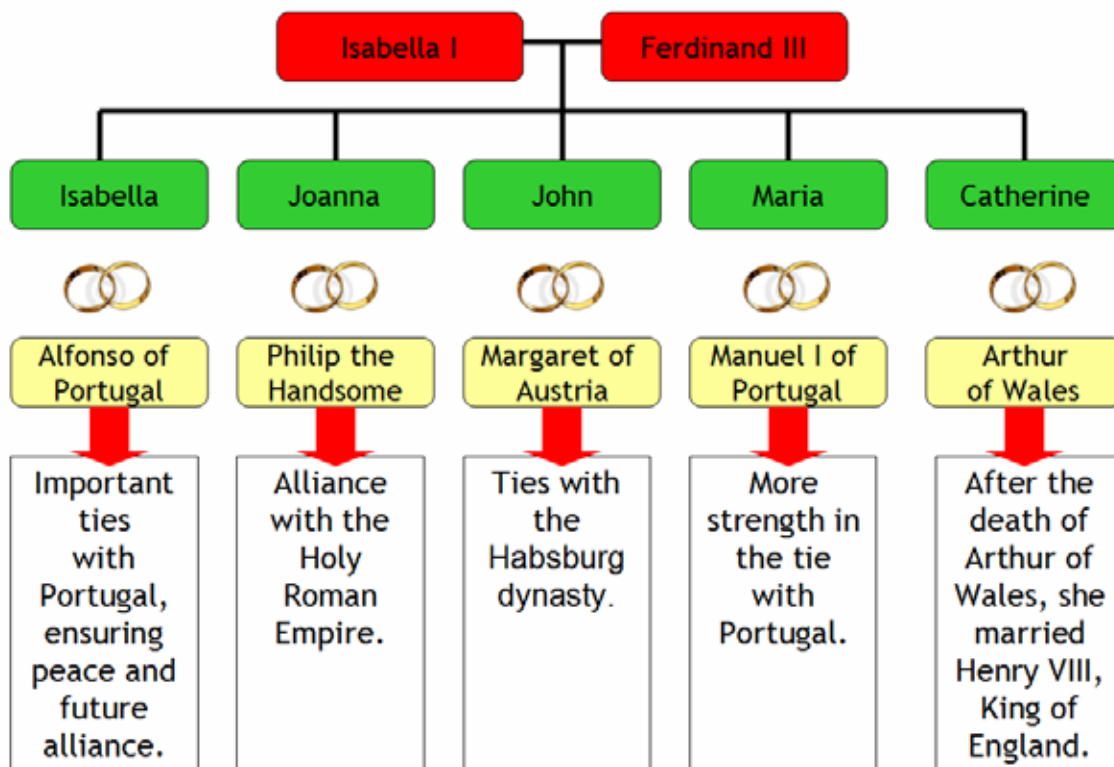 Isabella I
Ferdinand III
Isabella
Joanna
John
Maria
Catherine
Alfonso of
Portugal
Philip the
Handsome
Margaret of
Austria
Manuel I of
Portugal
Arthur
of Wales
Important
ties
with
Portugal,
ensuring
peace and
future
alliance.
Alliance
with the
Holy
Roman
Empire.
Ties with
the
Habsburg
dynasty.
More
strength in
the tie
with
Portugal.
After the
death of
Arthur of
Wales, she
married
Henry VIII,
King of
England.